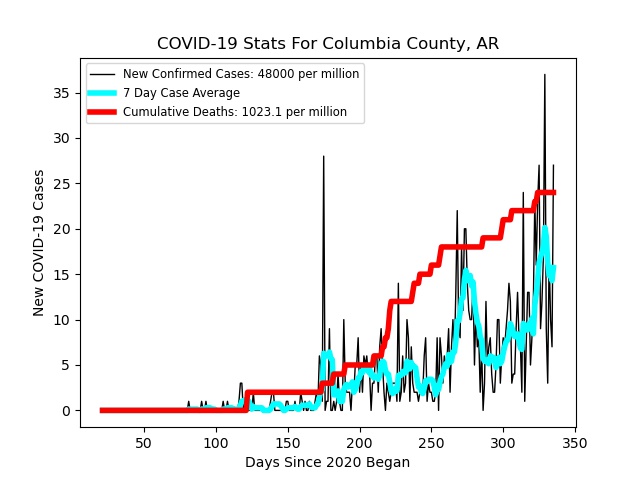 COVID-19 Stats For Columbia County, AR
New Confirmed Cases: 48000 per million
7 Day Case Average
Cumulative Deaths: 1023.1 per million
New COVID-19 Cases
35
30
25
20
15
10
5
0
50 100 150 200 250 300 350
Days Since 2020 Began